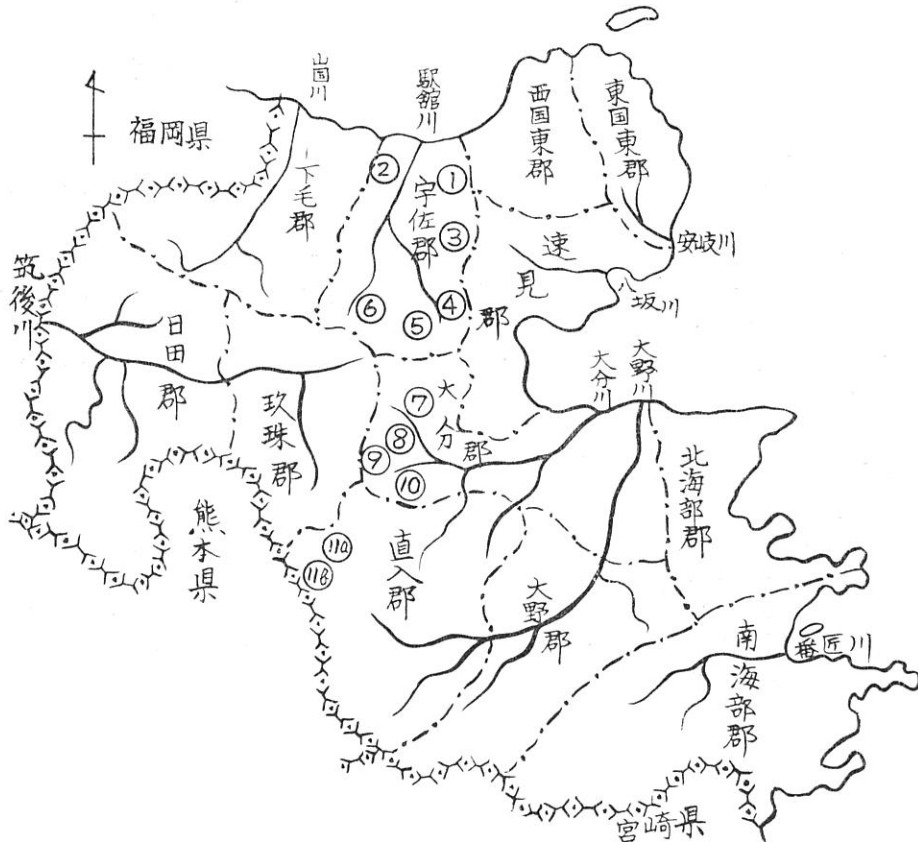 山国川
駅舘川
西国東郡
東国東郡
福岡県
下毛郡
②
宇佐郡
①
③
速見郡
安岐川
八坂川
筑後川
日田郡
⑥
⑤
④
玖珠郡
大分郡
⑦
⑧
⑨
⑩
大分川
大野川
北海部郡
熊本県
⑪a
⑪b
直入郡
大野郡
南海部郡
番匠川
宮崎県